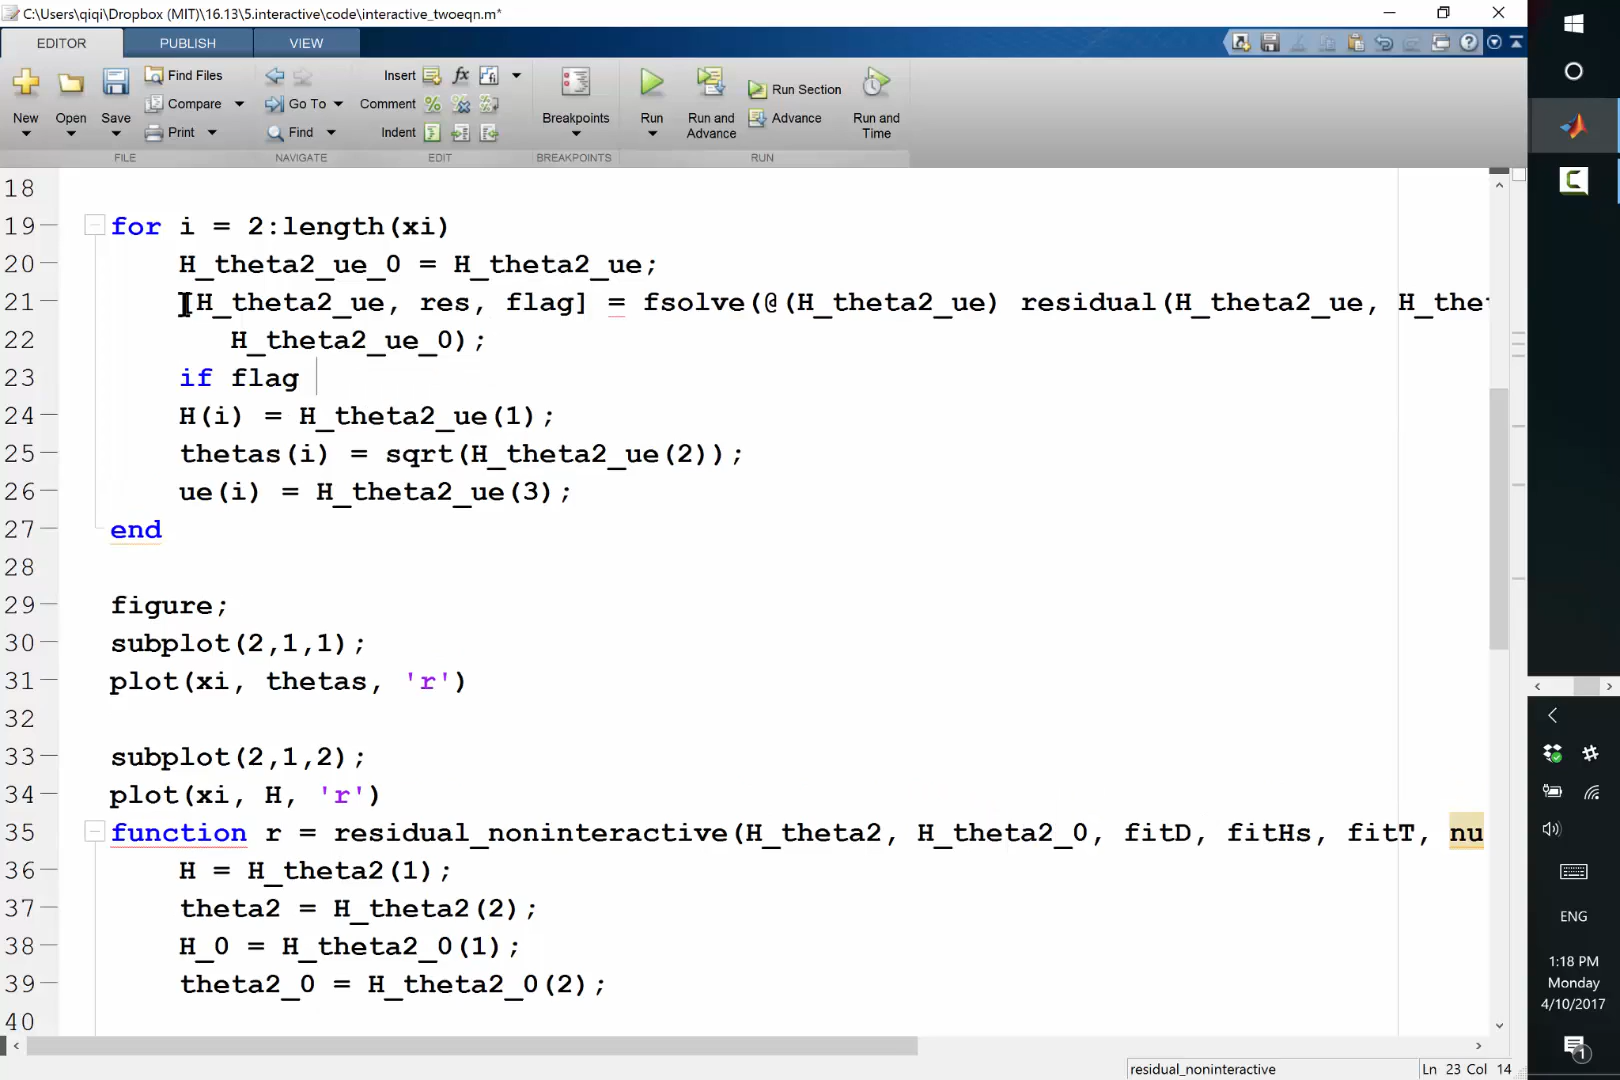 C:\Users\qiqi\Dropbox (MIT)\16.13\5.interactive\code\interactive_twoeqn.m*
EDITOR PUBLISH VIEW
Find Files Insert fx
Compare Go To Comment Run Section
New Open Save Print Find Indent Breakpoints Run Run and Advance Advance Run and Time
FILE NAVIGATE EDIT BREAKPOINTS RUN
18
19 for i = 2:length(xi)
20 H_theta2_ue_0 = H_theta2_ue;
21 [H_theta2_ue, res, flag] = fsolve(@(H_theta2_ue) residual(H_theta2_ue, H_thet
22 H_theta2_ue_0);
23 if flag
24 H(i) = H_theta2_ue(1);
25 thetas(i) = sqrt(H_theta2_ue(2));
26 ue(i) = H_theta2_ue(3);
27 end
28
29 figure;
30 subplot(2,1,1);
31 plot(xi, thetas, 'r')
32
33 subplot(2,1,2);
34 plot(xi, H, 'r')
35 function r = residual_noninteractive(H_theta2, H_theta2_0, fitD, fitHs, fitT, nu
36 H = H_theta2(1);
37 theta2 = H_theta2(2);
38 H_0 = H_theta2_0(1);
39 theta2_0 = H_theta2_0(2);
40
residual_noninteractive Ln 23 Col 14
ENG
1:18 PM
Monday
4/10/2017
1